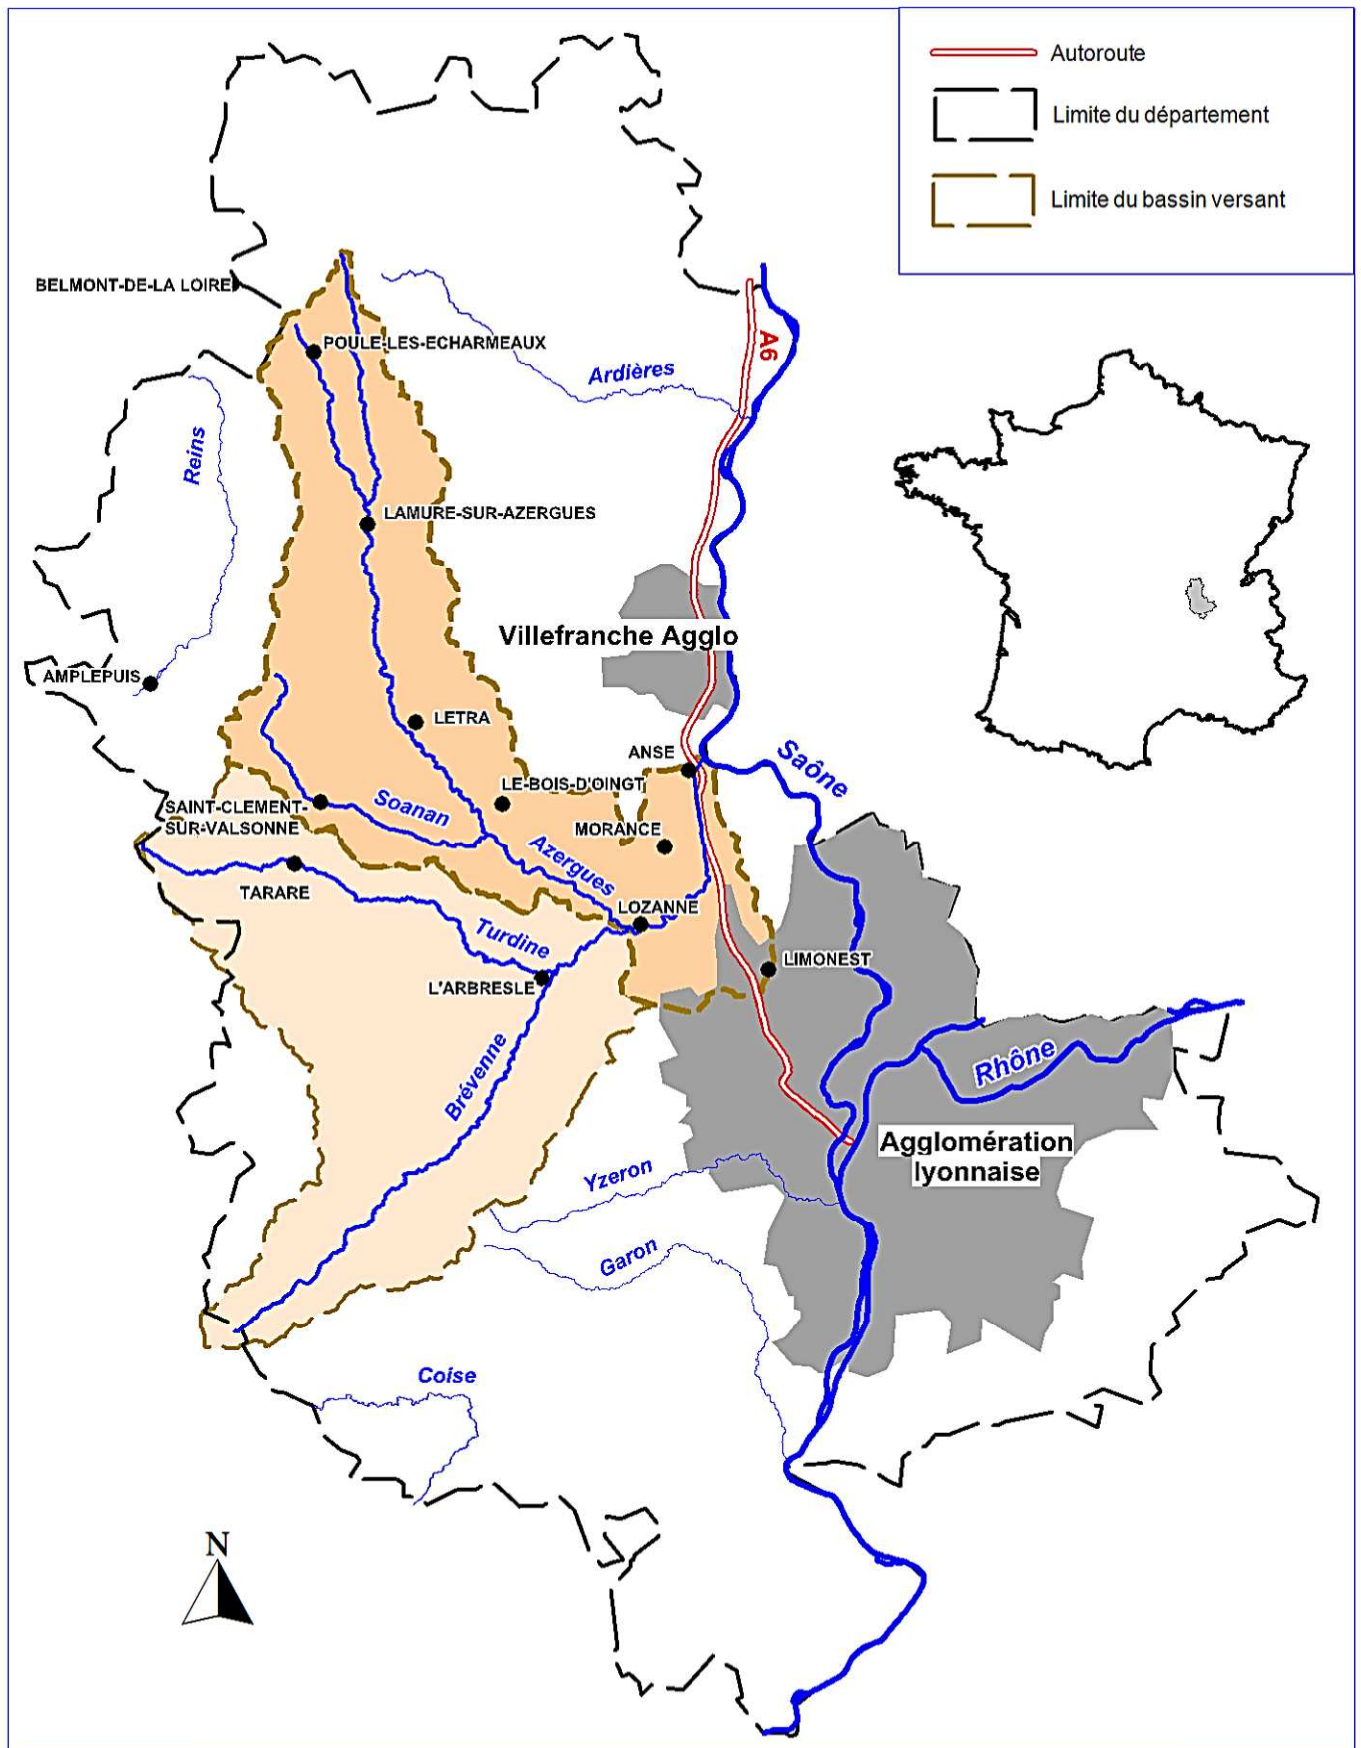 Autoroute
Limite du département
Limite du bassin versant
BELMONT-DE-LA LOIRE
POULE-LES-ECHARMEAUX
A6
Ardières
Reins
LAMURE-SUR-AZERGUES
Villefranche Agglo
AMPLEPUIS
LETRA
ANSE
Saône
LE-BOIS-D'OINGT
SAINT-CLEMENT-
SUR-VALSONNE
Soanan
MORANCE
Azergues
TARARE
LOZANNE
Turdine
LIMONEST
L'ARBRESLE
Brévenne
Rhône
Agglomération
lyonnaise
Yzeron
Garon
Coise
N